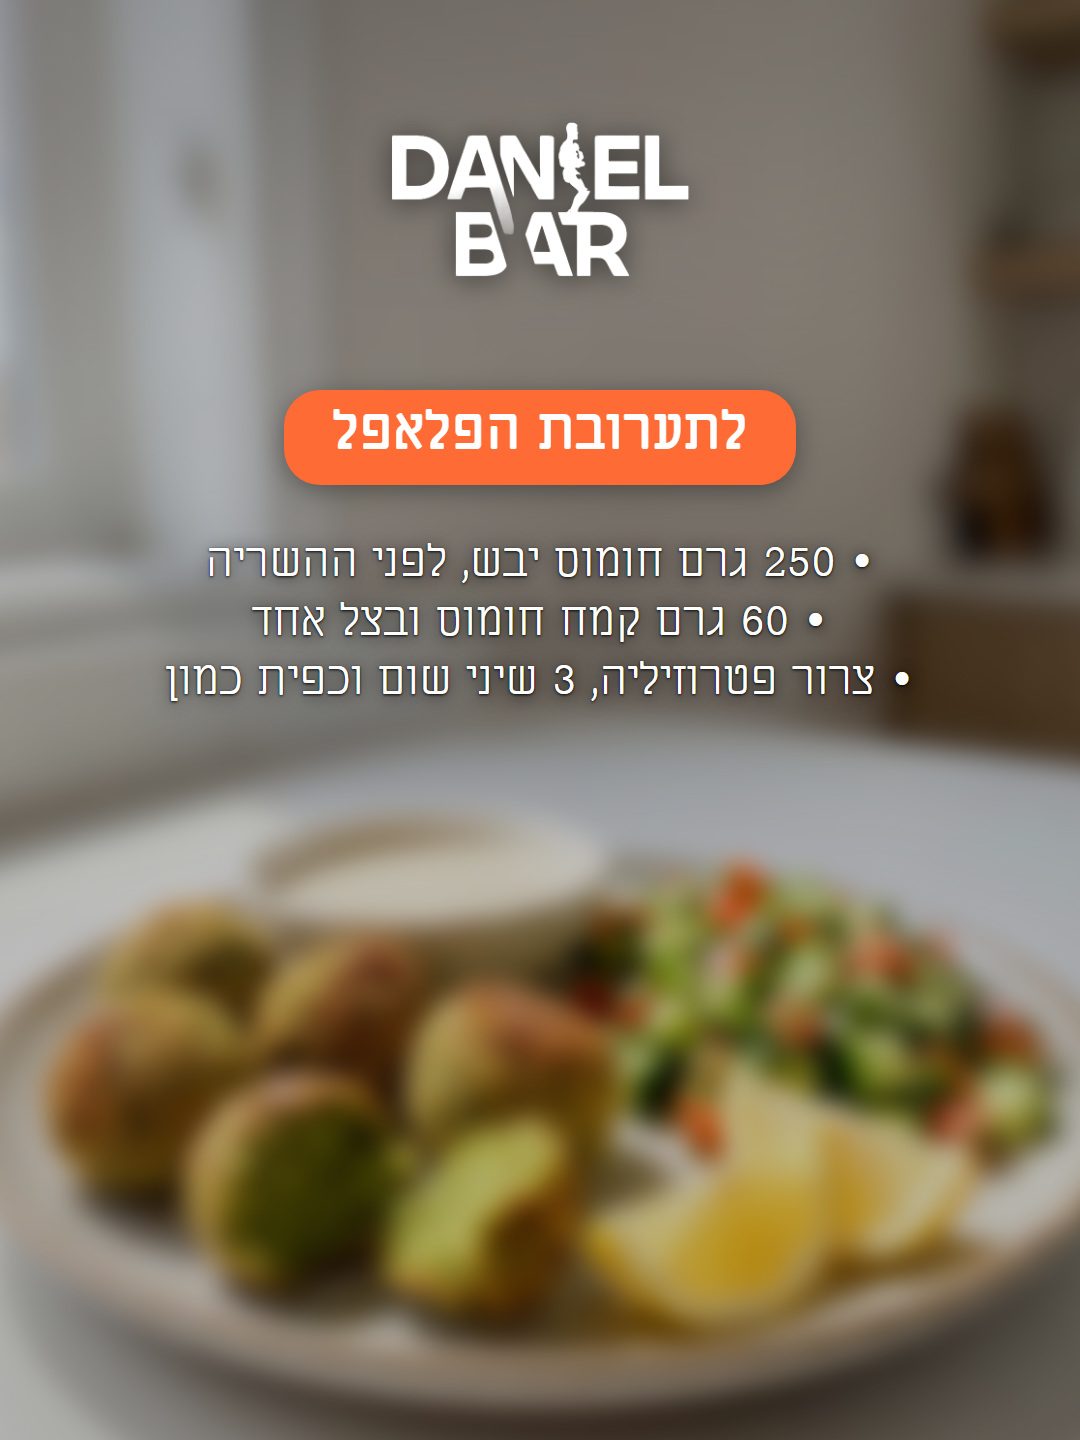 DANIEL
BAR
לתערובת הפלאפל
• 250 גרם חומוס יבש, לפני ההשריה
• 60 גרם קמח חומוס ובצל אחד
• צרור פטרוזיליה, 3 שיני שום וכפית כמון